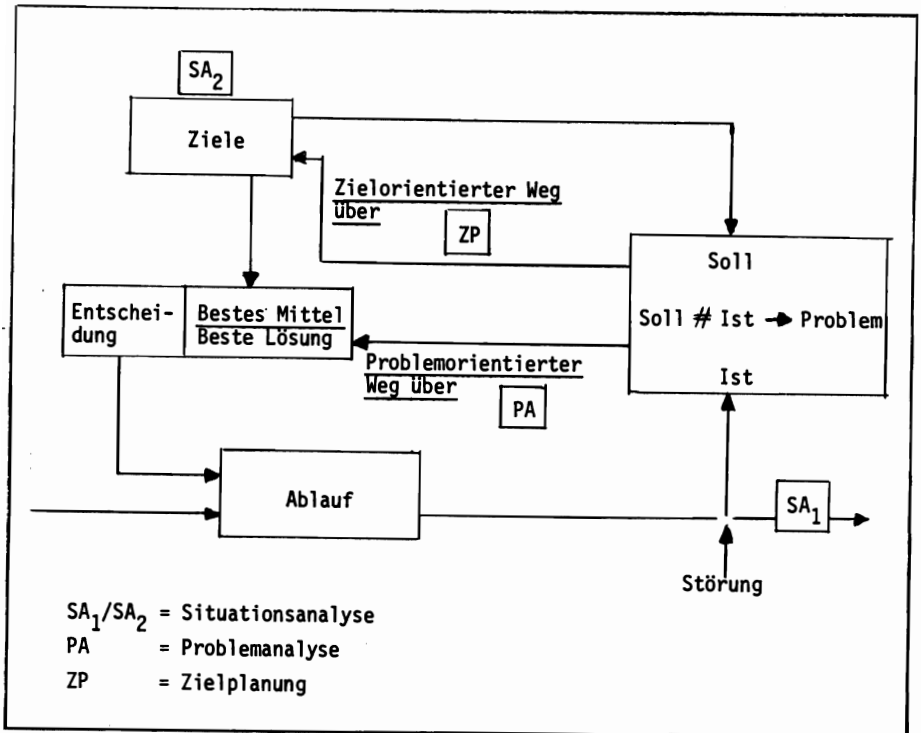 SA2
Ziele
Zielorientierter Weg
über
ZP
Soll
Soll # Ist → Problem
Ist
Entschei-
dung
Bestes Mittel
Beste Lösung
Problemorientierter
Weg über
PA
Ablauf
SA1
Störung
SA1/SA2 = Situationsanalyse
PA = Problemanalyse
ZP = Zielplanung